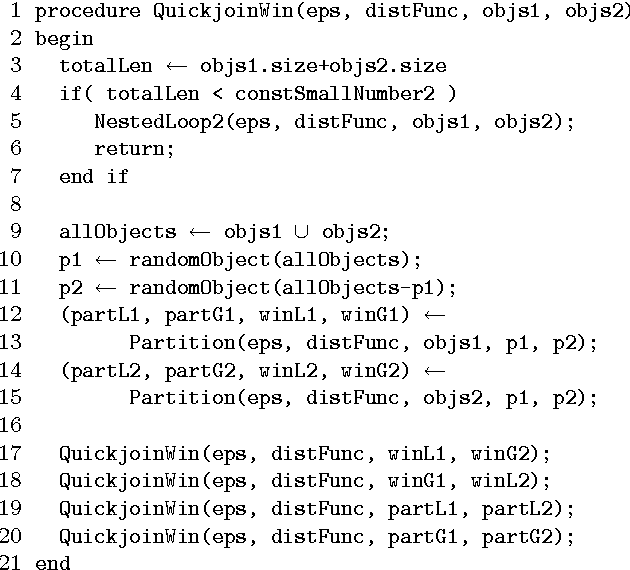 1 procedure QuickjoinWin(eps, distFunc, objs1, objs2)
2 begin
3 totalLen ← objs1.size+objs2.size
4 if( totalLen < constSmallNumber2 )
5 NestedLoop2(eps, distFunc, objs1, objs2);
6 return;
7 end if
8
9 allObjects ← objs1 ∪ objs2;
10 p1 ← randomObject(allObjects);
11 p2 ← randomObject(allObjects-p1);
12 (partL1, partG1, winL1, winG1) ←
13 Partition(eps, distFunc, objs1, p1, p2);
14 (partL2, partG2, winL2, winG2) ←
15 Partition(eps, distFunc, objs2, p1, p2);
16
17 QuickjoinWin(eps, distFunc, winL1, winG2);
18 QuickjoinWin(eps, distFunc, winG1, winL2);
19 QuickjoinWin(eps, distFunc, partL1, partL2);
20 QuickjoinWin(eps, distFunc, partG1, partG2);
21 end